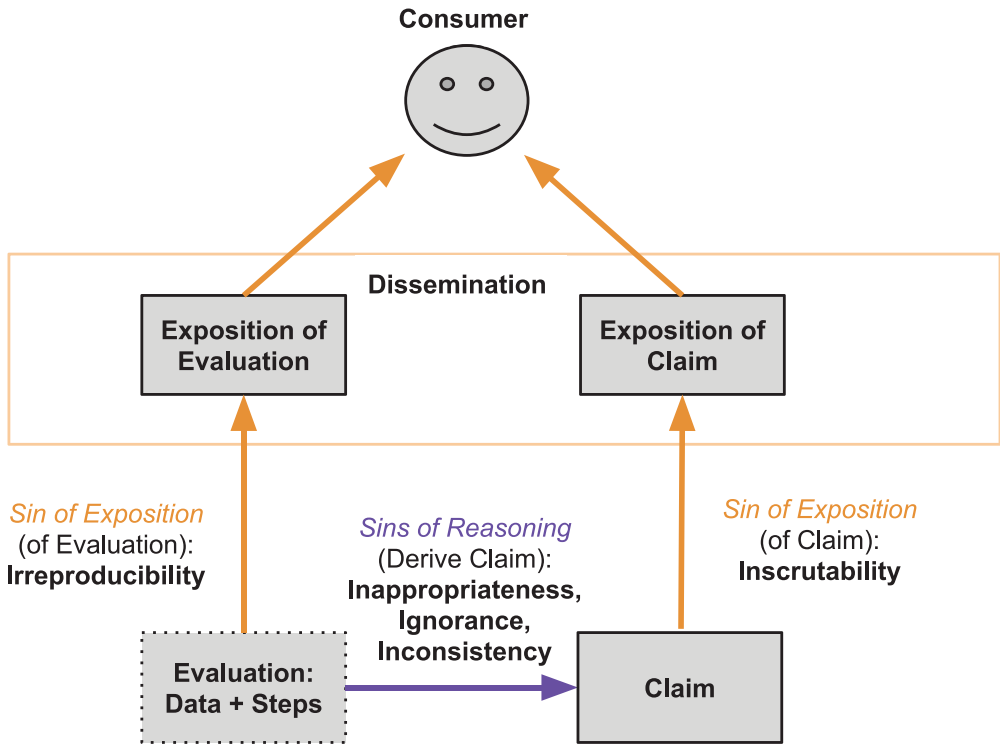 Consumer
Dissemination
Exposition of
Evaluation
Exposition of
Claim
Sin of Exposition
(of Evaluation):
Irreproducibility
Sins of Reasoning
(Derive Claim):
Inappropriateness,
Ignorance,
Inconsistency
Sin of Exposition
(of Claim):
Inscrutability
Evaluation:
Data + Steps
Claim